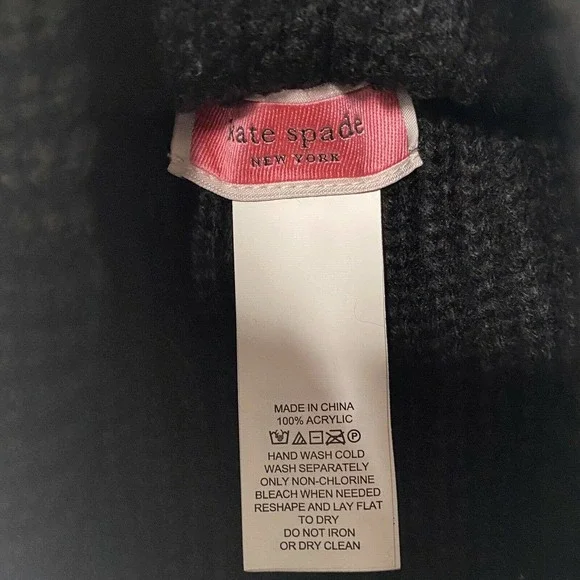 kate spade
NEW YORK
MADE IN CHINA
100% ACRYLIC
HAND WASH COLD
WASH SEPARATELY
ONLY NON-CHLORINE
BLEACH WHEN NEEDED
RESHAPE AND LAY FLAT
TO DRY
DO NOT IRON
OR DRY CLEAN